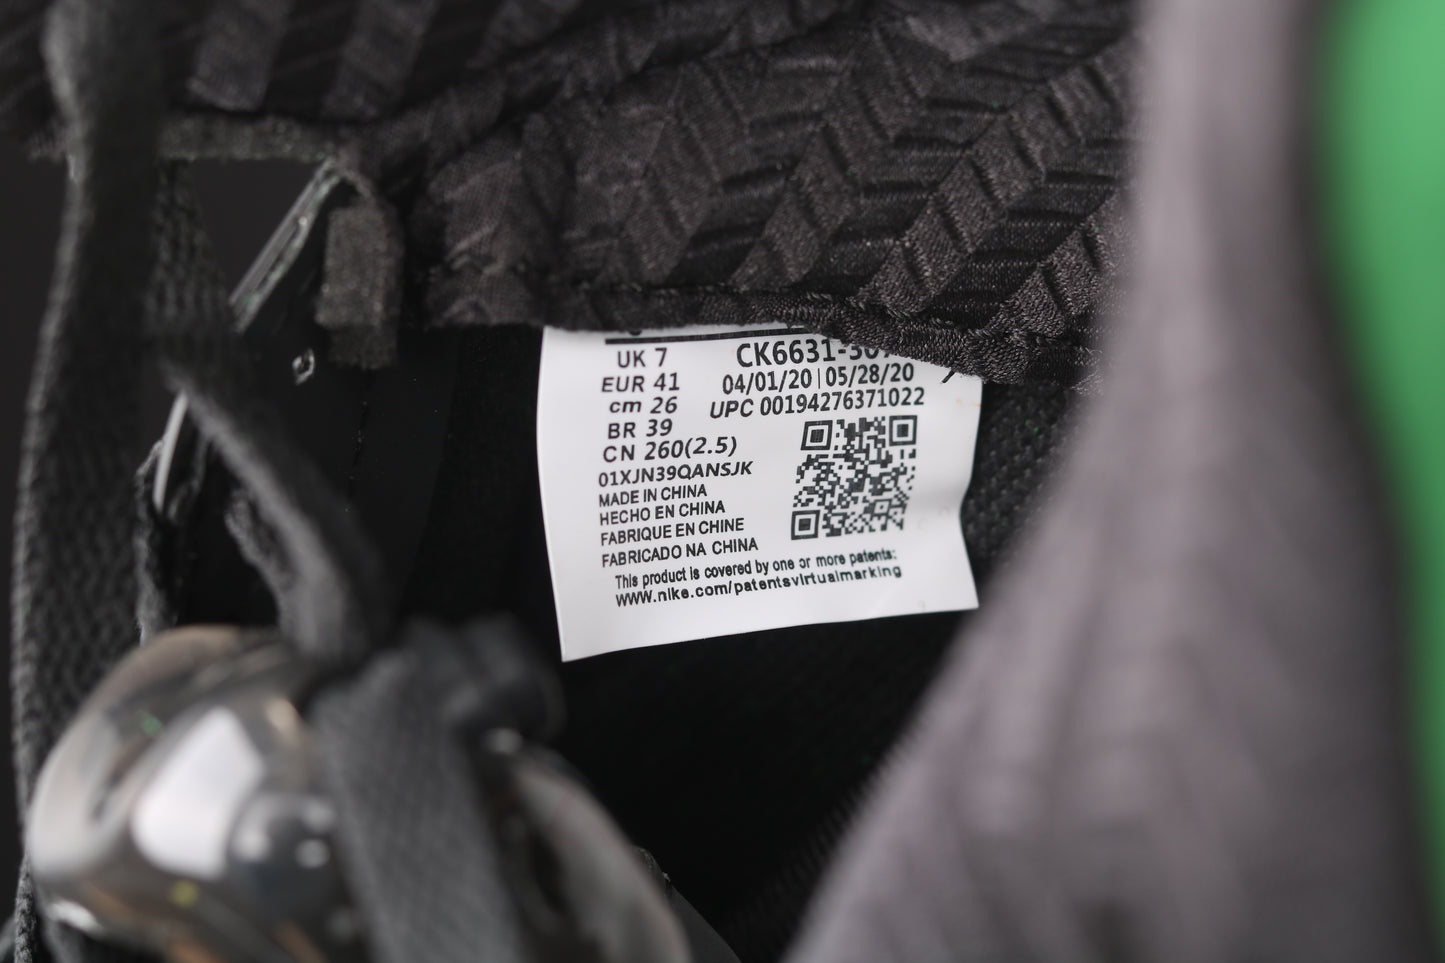 UK 7
EUR 41
cm 26
BR 39
CN 260(2.5)
01XJN39QANSJK
MADE IN CHINA
HECHO EN CHINA
FABRIQUE EN CHINE
FABRICADO NA CHINA
CK6631-307
04/01/20 | 05/28/20
UPC 00194276371022
This product is covered by one or more patents:
www.nike.com/patentsvirtualmarking